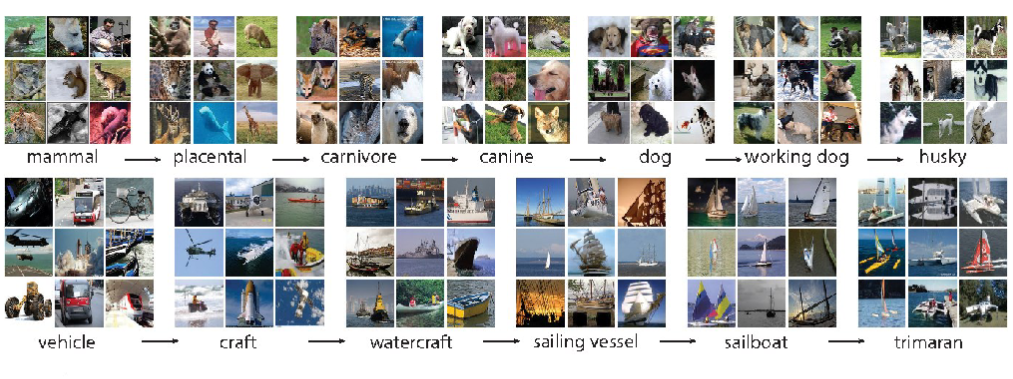 mammal → placental → carnivore → canine → dog → working dog → husky
vehicle → craft → watercraft → sailing vessel → sailboat → trimaran